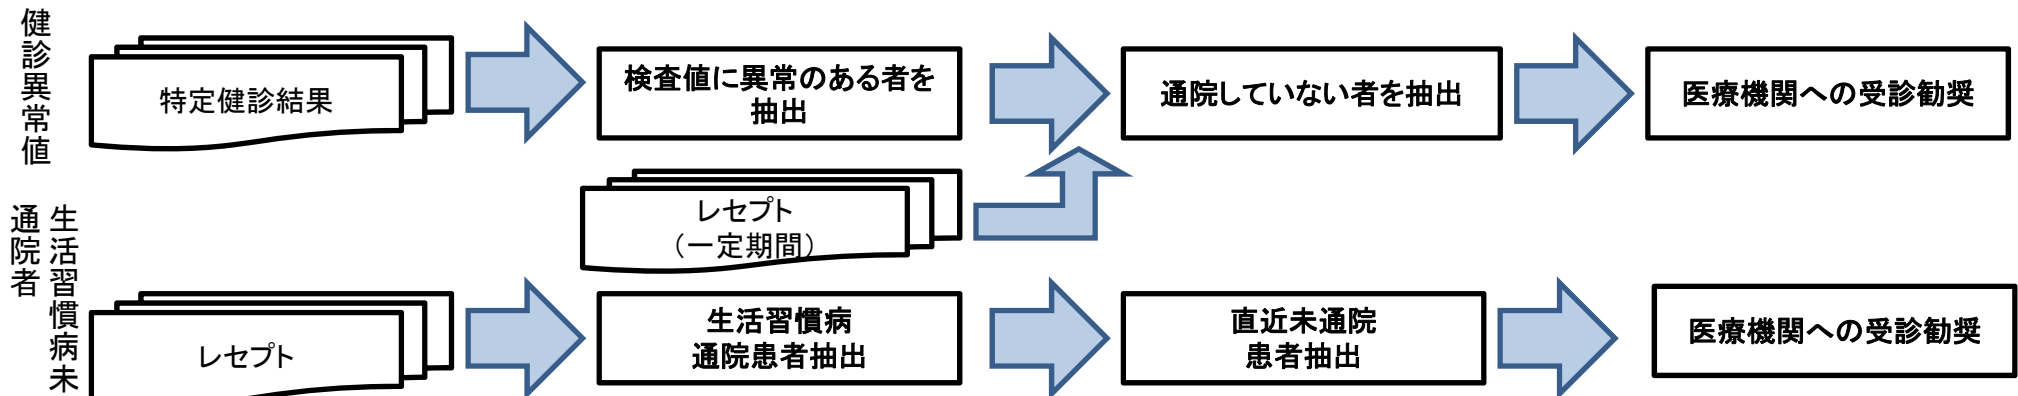 健診異常値
特定健診結果
検査値に異常のある者を
抽出
通院していない者を抽出
医療機関への受診勧奨
レセプト
（一定期間）
生活習慣病未
通院者
レセプト
生活習慣病
通院患者抽出
直近未通院
患者抽出
医療機関への受診勧奨